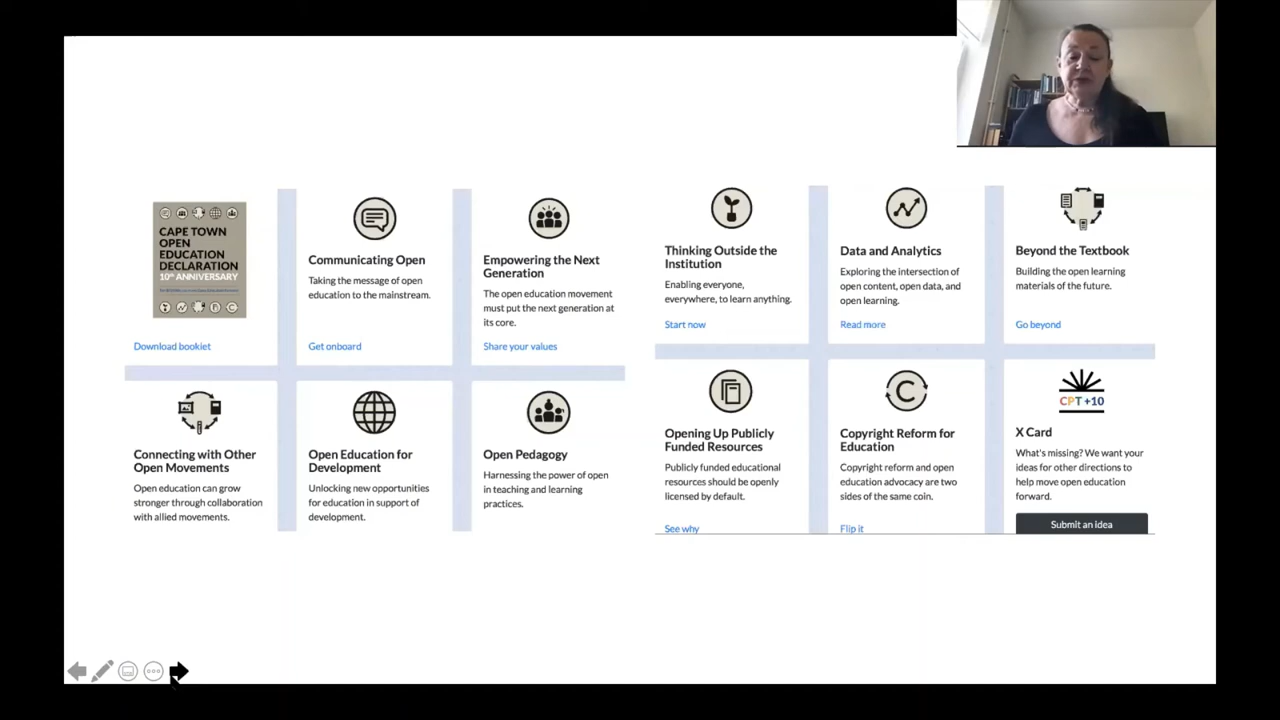 CAPE TOWN
OPEN
EDUCATION
DECLARATION
10th ANNIVERSARY
Download booklet
Communicating Open
Taking the message of open
education to the mainstream.
Get onboard
Empowering the Next
Generation
The open education movement
must put the next generation at
its core.
Share your values
Connecting with Other
Open Movements
Open education can grow
stronger through collaboration
with allied movements.
Open Education for
Development
Unlocking new opportunities
for education in support of
development.
Open Pedagogy
Harnessing the power of open
in teaching and learning
practices.
Thinking Outside the
Institution
Enabling everyone,
everywhere, to learn anything.
Start now
Data and Analytics
Exploring the intersection of
open content, open data, and
open learning.
Read more
Beyond the Textbook
Building the open learning
materials of the future.
Go beyond
Opening Up Publicly
Funded Resources
Publicly funded educational
resources should be openly
licensed by default.
See why
C
Copyright Reform for
Education
Copyright reform and open
education advocacy are two
sides of the same coin.
Flip it
CPT +10
X Card
What's missing? We want your
ideas for other directions to
help move open education
forward.
Submit an idea